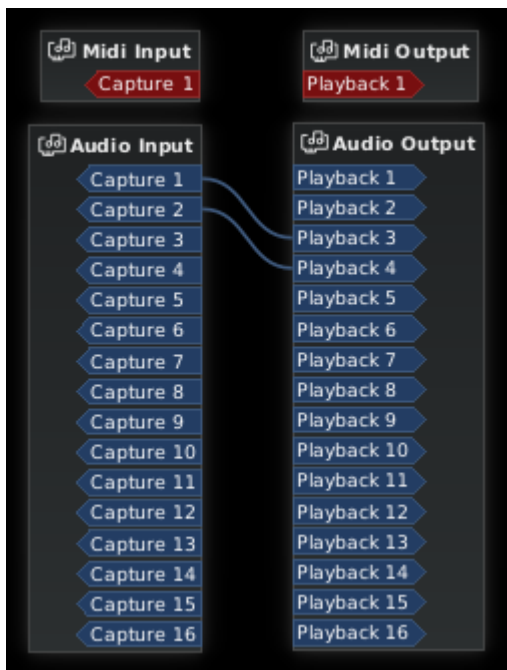 Midi Input
Capture 1
Midi Output
Playback 1
Audio Input
Capture 1
Capture 2
Capture 3
Capture 4
Capture 5
Capture 6
Capture 7
Capture 8
Capture 9
Capture 10
Capture 11
Capture 12
Capture 13
Capture 14
Capture 15
Capture 16
Audio Output
Playback 1
Playback 2
Playback 3
Playback 4
Playback 5
Playback 6
Playback 7
Playback 8
Playback 9
Playback 10
Playback 11
Playback 12
Playback 13
Playback 14
Playback 15
Playback 16